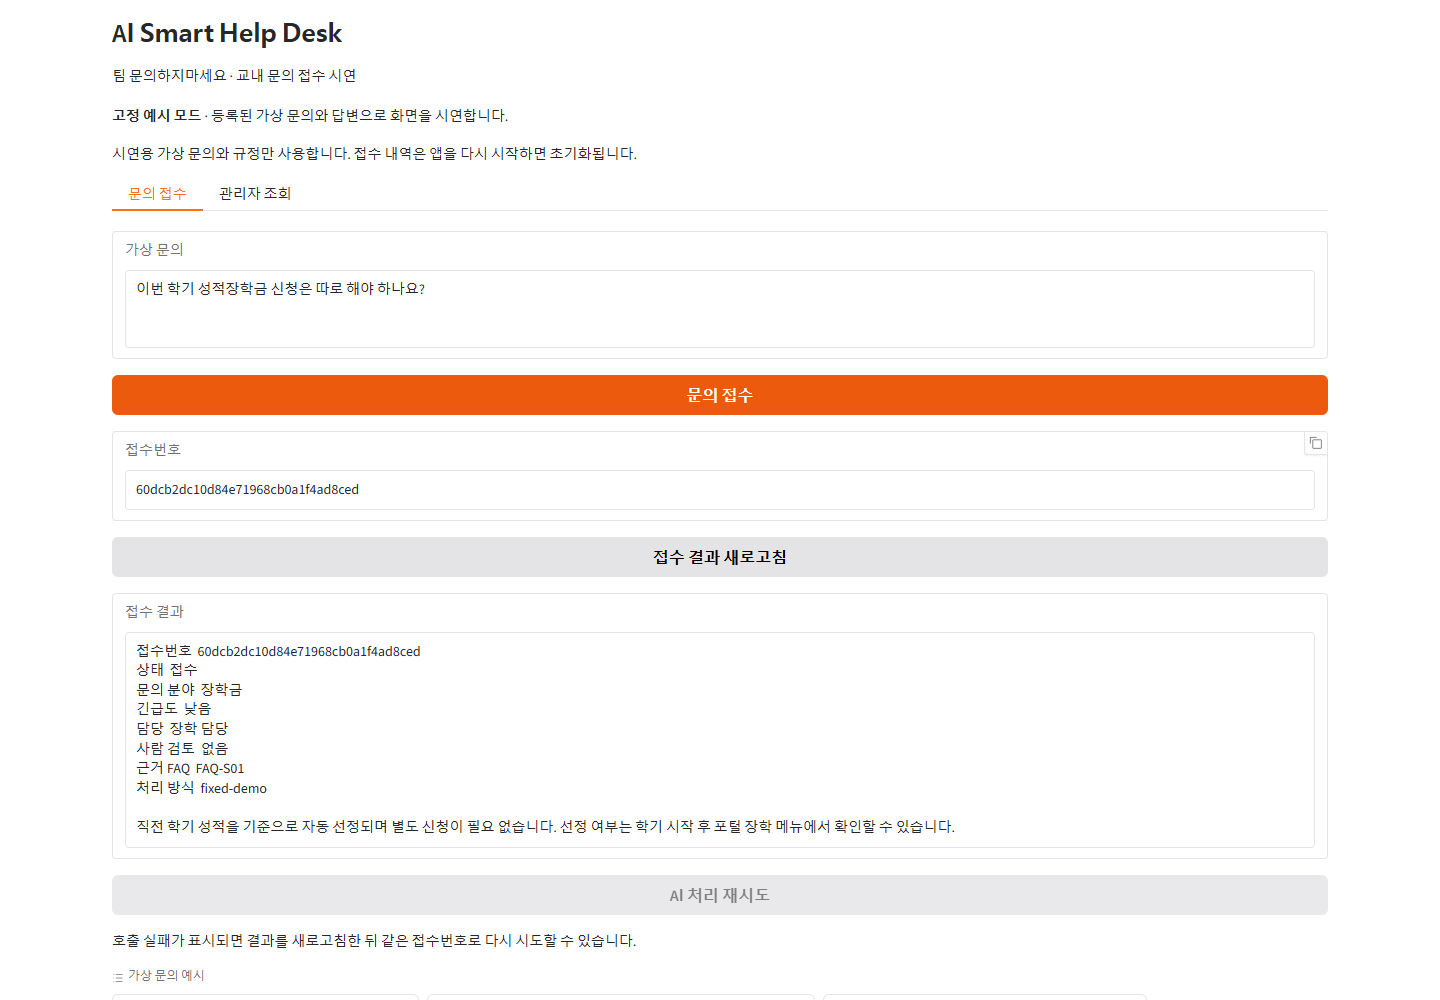 AI Smart Help Desk
팀 문의하지마세요 · 교내 문의 접수 시연
고정 예시 모드 · 등록된 가상 문의와 답변으로 화면을 시연합니다.
시연용 가상 문의와 규정만 사용합니다. 접수 내역은 앱을 다시 시작하면 초기화됩니다.
문의 접수 관리자 조회
가상 문의
이번 학기 성적장학금 신청은 따로 해야 하나요?
문의 접수
접수번호
60dcb2dc10d84e71968cb0a1f4ad8ced
접수 결과 새로고침
접수 결과
접수번호 60dcb2dc10d84e71968cb0a1f4ad8ced
상태 접수
문의 분야 장학금
긴급도 낮음
담당 장학 담당
사람 검토 없음
근거 FAQ FAQ-S01
처리 방식 fixed-demo
직전 학기 성적을 기준으로 자동 선정되며 별도 신청이 필요 없습니다. 선정 여부는 학기 시작 후 포털 장학 메뉴에서 확인할 수 있습니다.
AI 처리 재시도
호출 실패가 표시되면 결과를 새로고침한 뒤 같은 접수번호로 다시 시도할 수 있습니다.
가상 문의 예시